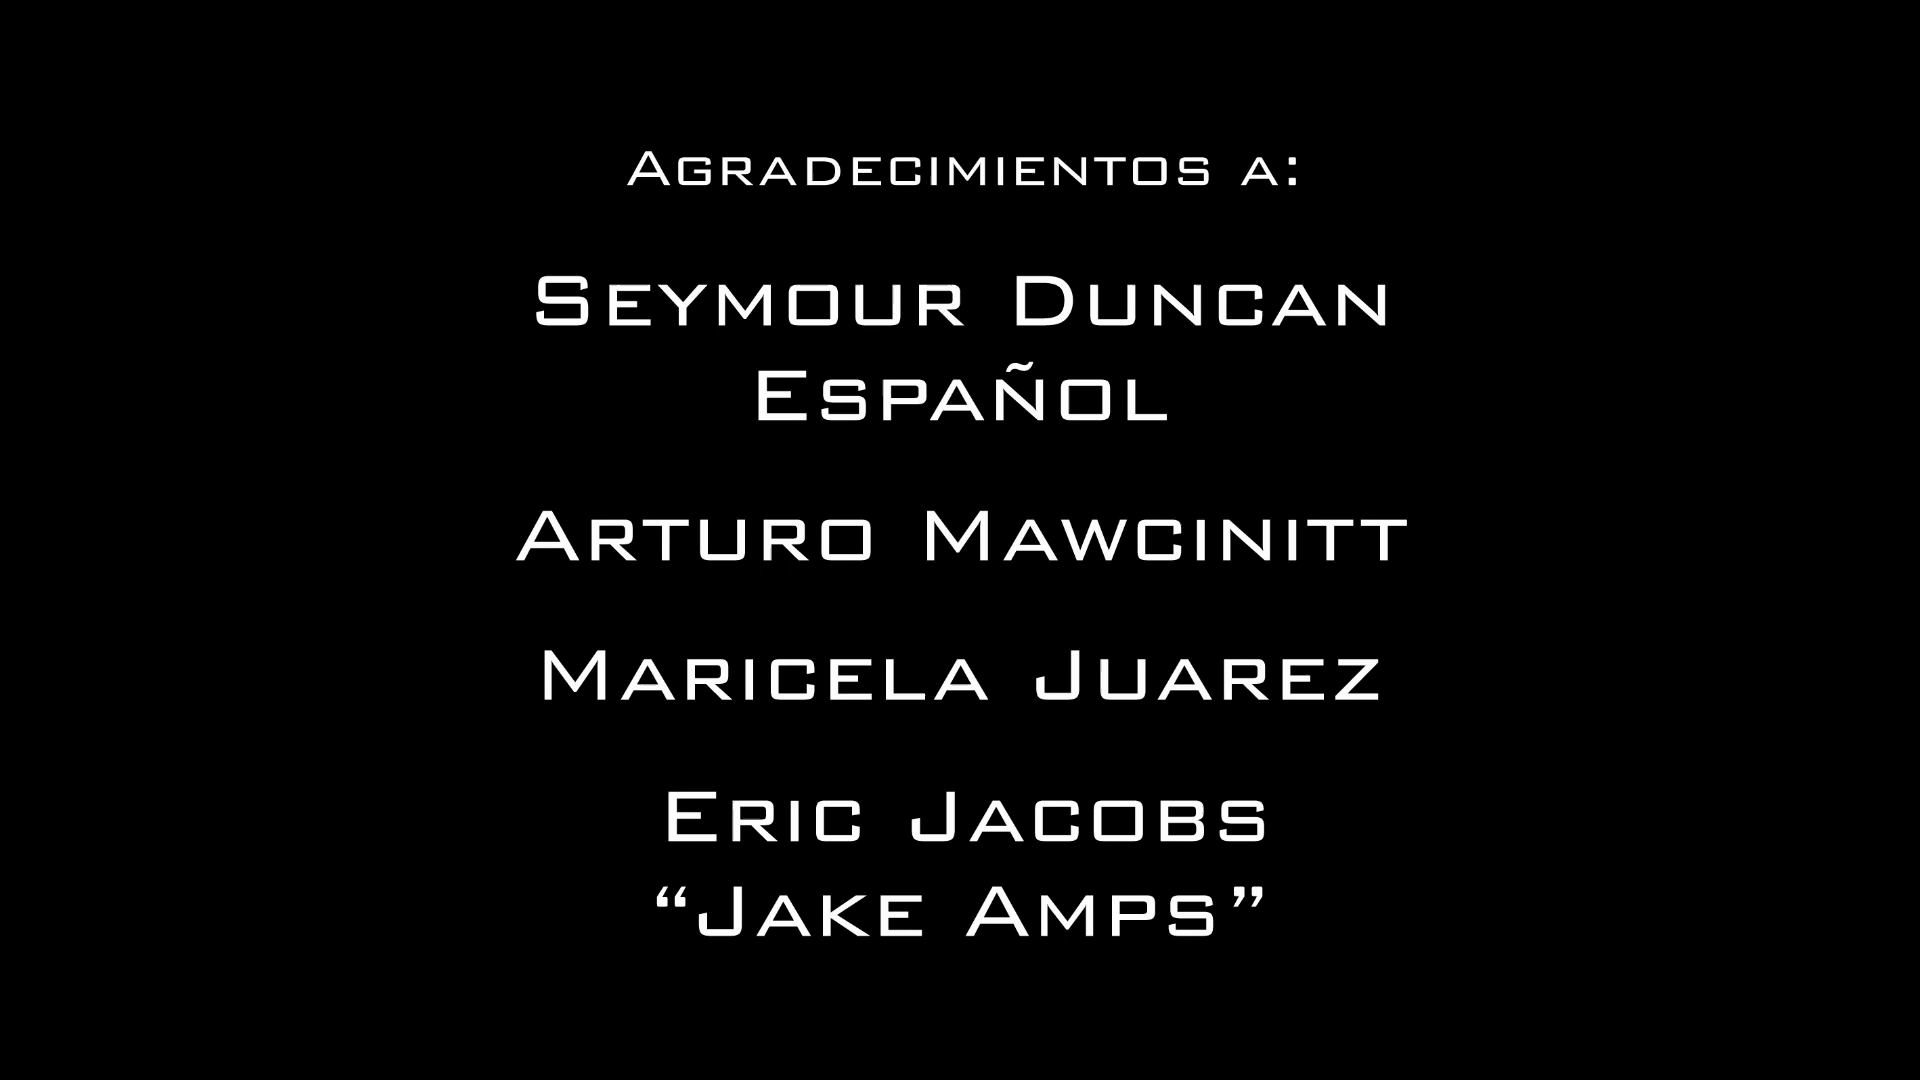 Agradecimientos a:
Seymour Duncan
Español
Arturo Mawcinitt
Maricela Juarez
Eric Jacobs
“Jake Amps”